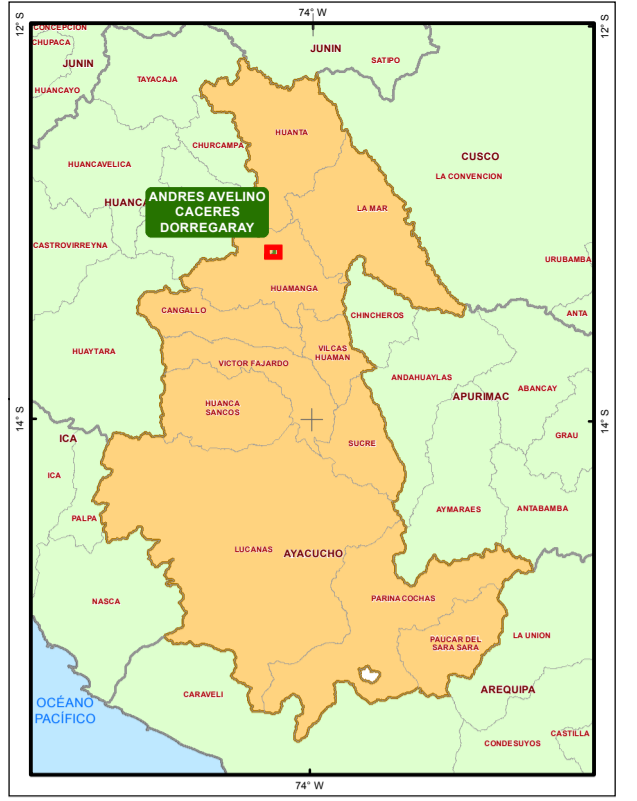 74° W
12° S
12° S
CONCEPCION
CHUPACA
JUNIN
JUNIN
SATIPO
TAYACAJA
HUANCAYO
HUANTA
CHURCAMPA
CUSCO
HUANCAVELICA
LA CONVENCION
HUANCA
ANDRES AVELINO
CACERES
DORREGARAY
LA MAR
CASTROVIRREYNA
URUBAMBA
HUAMANGA
CANGALLO
CHINCHEROS
ANTA
HUAYTARA
VILCAS
HUAMAN
VICTOR FAJARDO
ANDAHUAYLAS
ABANCAY
APURIMAC
HUANCA
SANCOS
14° S
14° S
ICA
SUCRE
GRAU
ICA
PALPA
AYMARAES
ANTABAMBA
LUCANAS
AYACUCHO
NASCA
PARINACOCHAS
PAUCAR DEL
SARA SARA
LA UNION
CARAVELI
AREQUIPA
OCÉANO
PACÍFICO
CASTILLA
CONDESUYOS
74° W